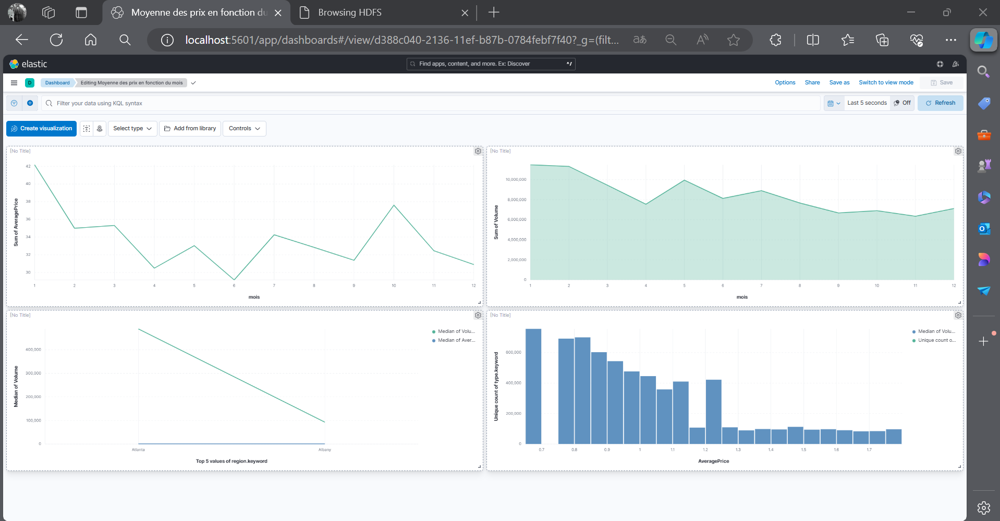 Moyenne des prix en fonction du
Browsing HDFS
localhost:5601/app/dashboards#/view/d388c040-2136-11ef-b87b-0784febf7f40?_g=(filt...
elastic
Find apps, content, and more. Ex: Discover
^/
D
Dashboard
Editing Moyenne des prix en fonction du mois
Options
Share
Save as
Switch to view mode
Save
Filter your data using KQL syntax
Last 5 seconds
Off
Refresh
Create visualization
Select type
Add from library
Controls
[No Title]
42
40
38
36
34
32
30
Sum of AveragePrice
1 2 3 4 5 6 7 8 9 10 11 12
mois
[No Title]
10,000,000
8,000,000
6,000,000
4,000,000
2,000,000
0
Sum of Volume
1 2 3 4 5 6 7 8 9 10 11 12
mois
[No Title]
Median of Volu...
Median of Aver...
400,000
300,000
200,000
100,000
0
Median of Volume
Atlanta Albany
Top 5 values of region.keyword
[No Title]
Median of Volu...
Unique count o...
600,000
400,000
200,000
0
Unique count of type.keyword
0.7 0.8 0.9 1 1.1 1.2 1.3 1.4 1.5 1.6 1.7
AveragePrice